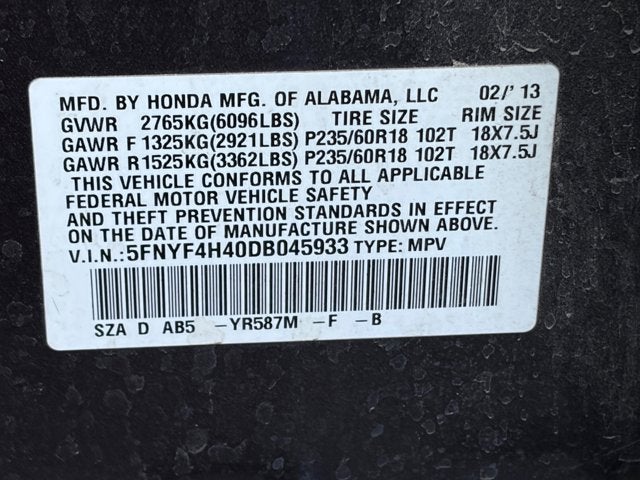 MFD. BY HONDA MFG. OF ALABAMA, LLC 02/' 13
GVWR 2765KG(6096LBS) TIRE SIZE RIM SIZE
GAWR F 1325KG(2921LBS) P235/60R18 102T 18X7.5J
GAWR R 1525KG(3362LBS) P235/60R18 102T 18X7.5J
THIS VEHICLE CONFORMS TO ALL APPLICABLE
FEDERAL MOTOR VEHICLE SAFETY
AND THEFT PREVENTION STANDARDS IN EFFECT
ON THE DATE OF MANUFACTURE SHOWN ABOVE.
V.I.N.:5FNYF4H40DB045933 TYPE: MPV
SZA D AB5 -YR587M -F -B